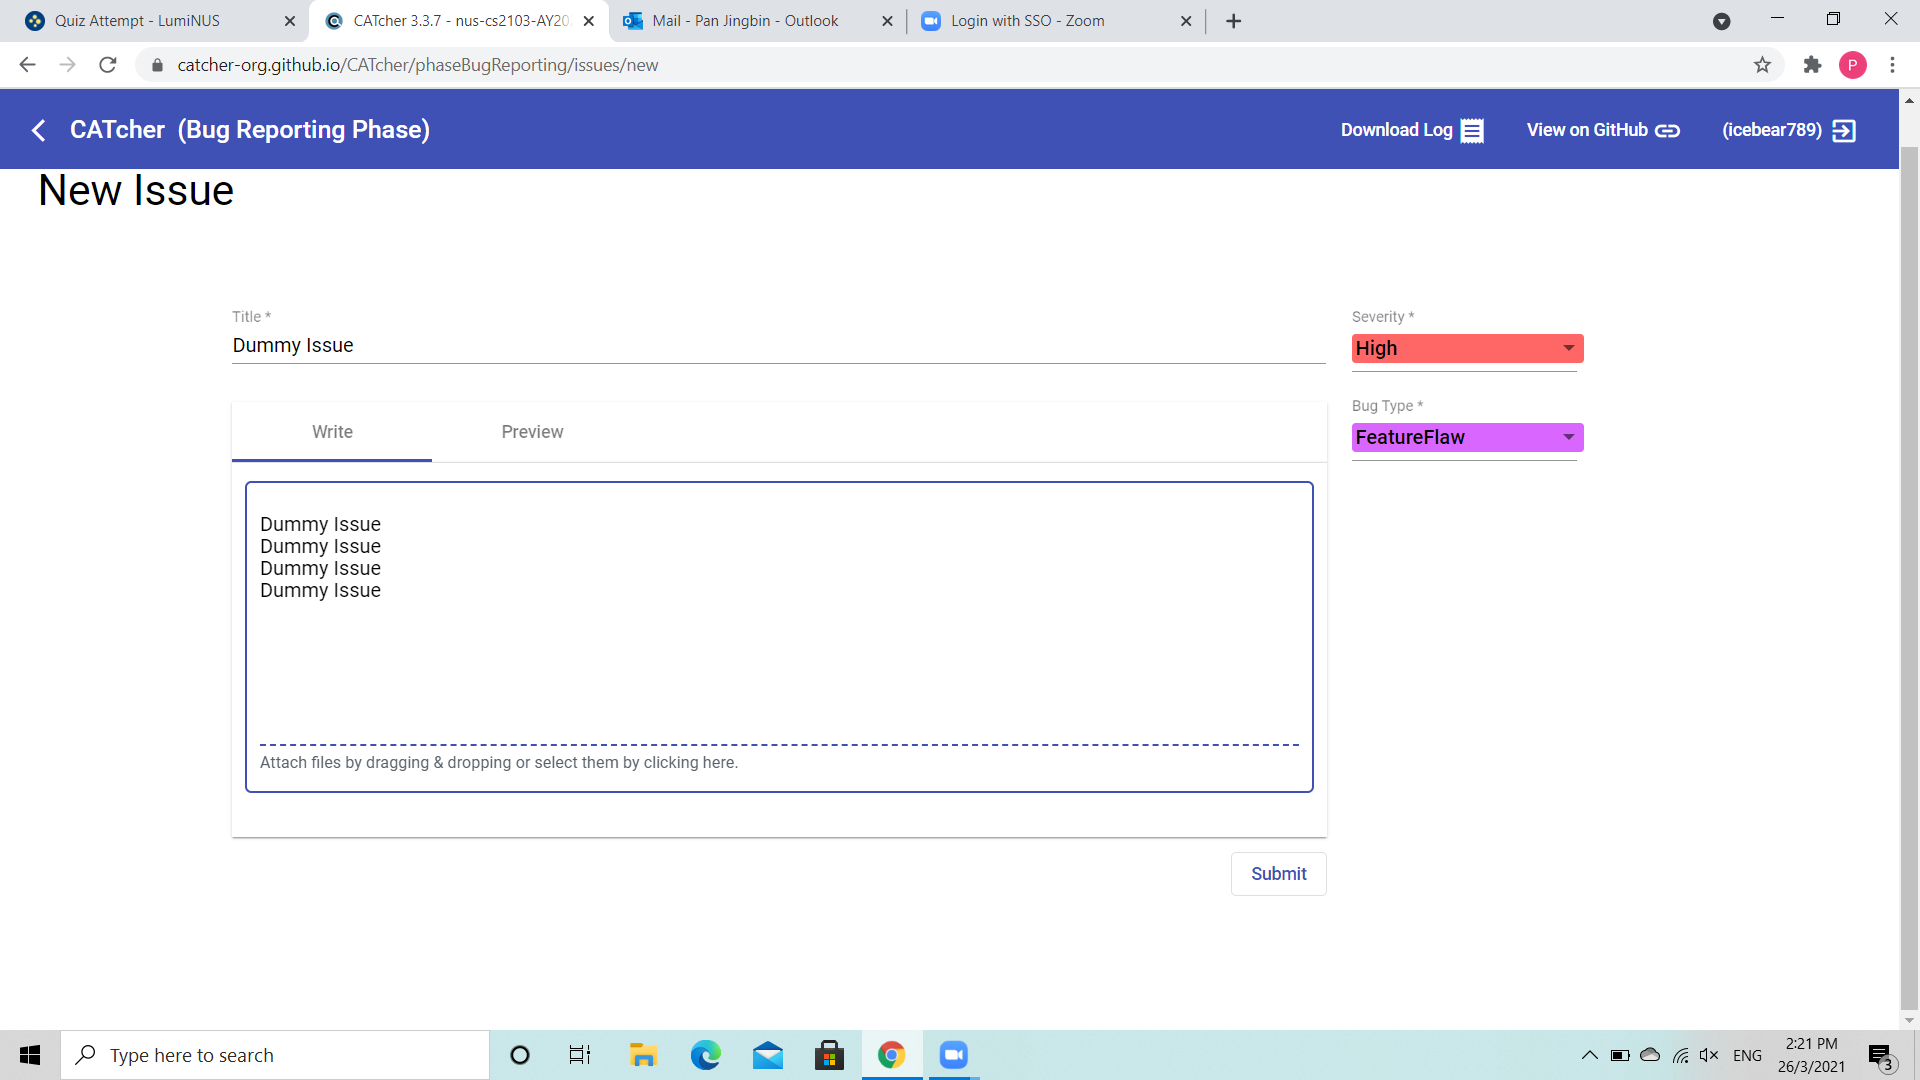 Quiz Attempt - LumiNUS
CATcher 3.3.7 - nus-cs2103-AY20
Mail - Pan Jingbin - Outlook
Login with SSO - Zoom
catcher-org.github.io/CATcher/phaseBugReporting/issues/new
P
CATcher (Bug Reporting Phase)
Download Log
View on GitHub
(icebear789)
New Issue
Title *
Dummy Issue
Severity *
High
Bug Type *
FeatureFlaw
Write
Preview
Dummy Issue
Dummy Issue
Dummy Issue
Dummy Issue
Attach files by dragging & dropping or select them by clicking here.
Submit
Type here to search
ENG
2:21 PM
26/3/2021
3